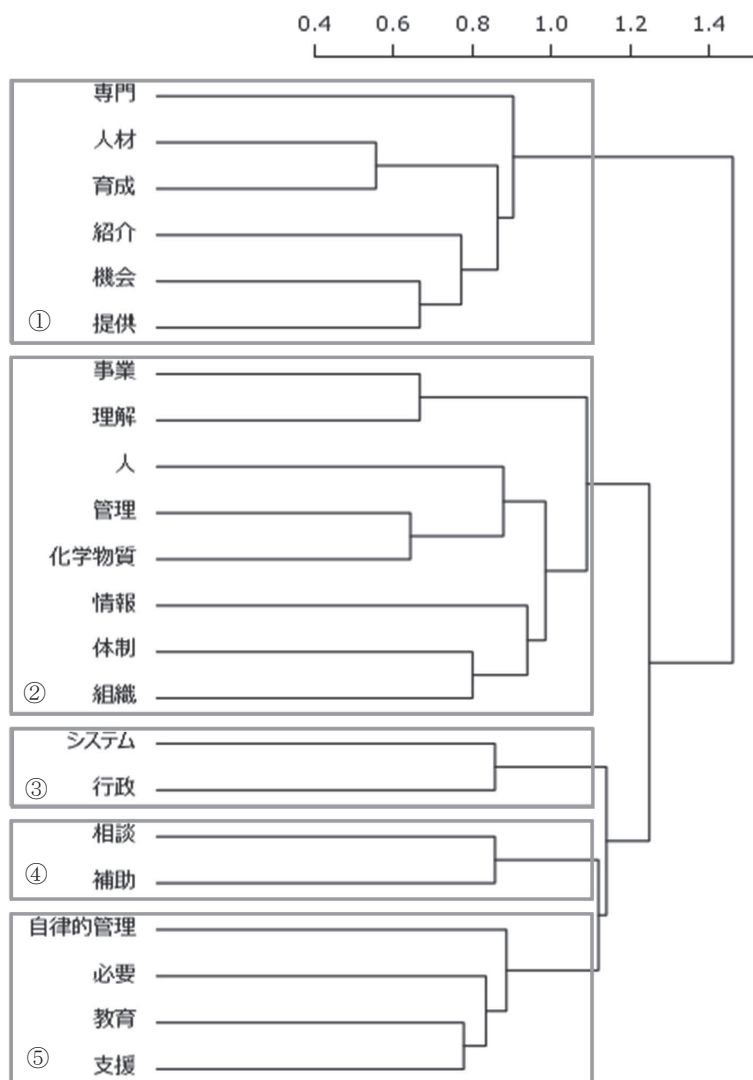 0.4 0.6 0.8 1.0 1.2 1.4
専門
人材
育成
紹介
機会
① 提供
事業
理解
人
管理
化学物質
情報
体制
② 組織
システム
③ 行政
相談
④ 補助
自律的管理
必要
教育
⑤ 支援